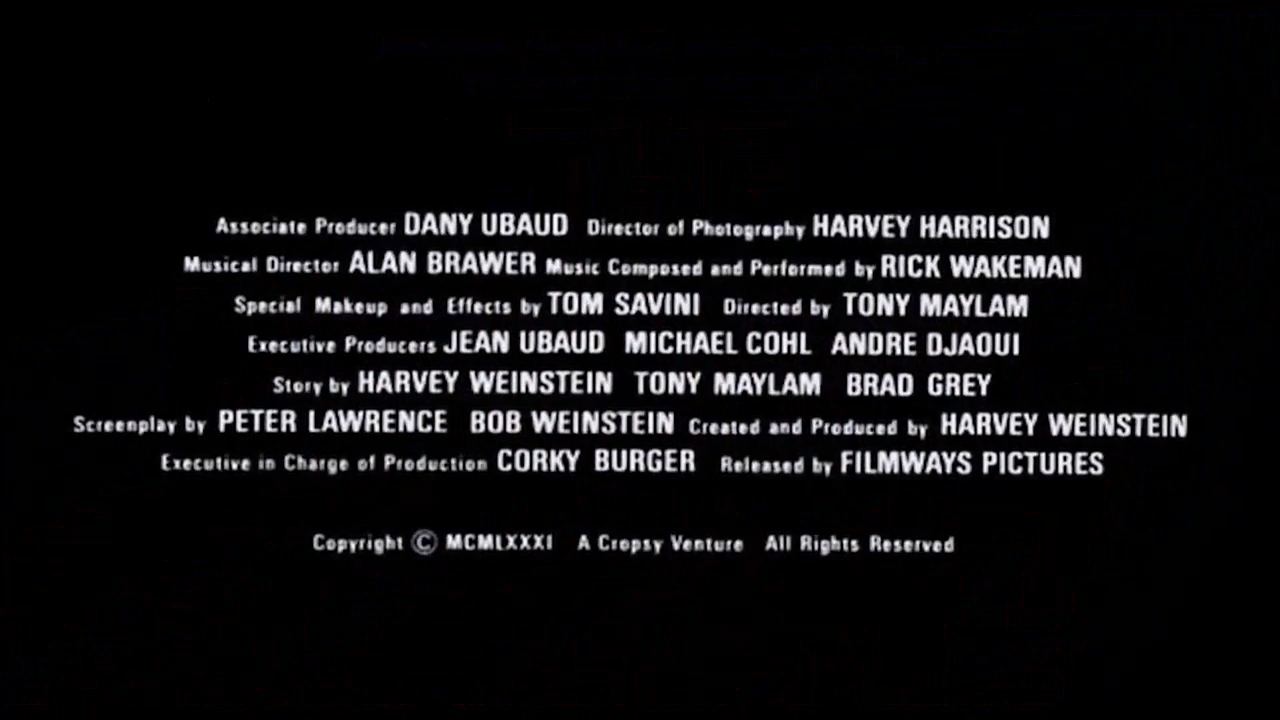 Associate Producer DANY UBAUD Director of Photography HARVEY HARRISON
Musical Director ALAN BRAWER Music Composed and Performed by RICK WAKEMAN
Special Makeup and Effects by TOM SAVINI Directed by TONY MAYLAM
Executive Producers JEAN UBAUD MICHAEL COHL ANDRE DJAOUI
Story by HARVEY WEINSTEIN TONY MAYLAM BRAD GREY
Screenplay by PETER LAWRENCE BOB WEINSTEIN Created and Produced by HARVEY WEINSTEIN
Executive in Charge of Production CORKY BURGER Released by FILMWAYS PICTURES
Copyright © MCMLXXXI A Cropsy Venture All Rights Reserved